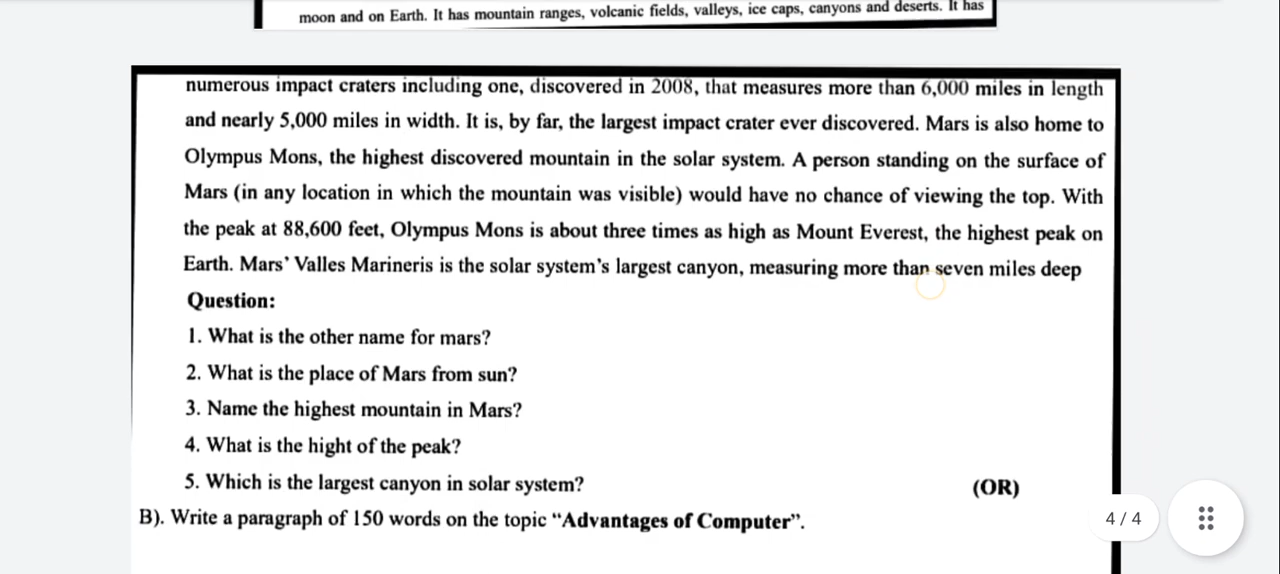 moon and on Earth. It has mountain ranges, volcanic fields, valleys, ice caps, canyons and deserts. It has
numerous impact craters including one, discovered in 2008, that measures more than 6,000 miles in length
and nearly 5,000 miles in width. It is, by far, the largest impact crater ever discovered. Mars is also home to
Olympus Mons, the highest discovered mountain in the solar system. A person standing on the surface of
Mars (in any location in which the mountain was visible) would have no chance of viewing the top. With
the peak at 88,600 feet, Olympus Mons is about three times as high as Mount Everest, the highest peak on
Earth. Mars’ Valles Marineris is the solar system’s largest canyon, measuring more than seven miles deep
Question:
1. What is the other name for mars?
2. What is the place of Mars from sun?
3. Name the highest mountain in Mars?
4. What is the hight of the peak?
5. Which is the largest canyon in solar system? (OR)
B). Write a paragraph of 150 words on the topic “Advantages of Computer”.
4 / 4